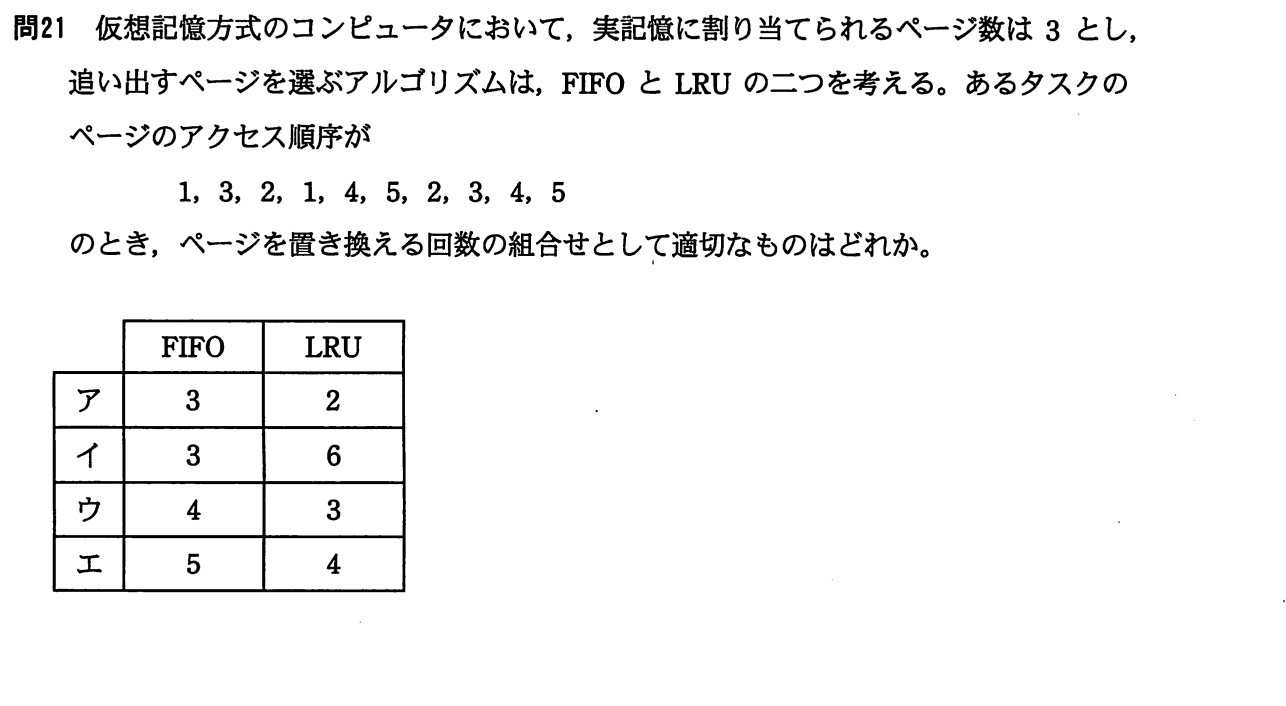 問21 仮想記憶方式のコンピュータにおいて，実記憶に割り当てられるページ数は 3 とし，
追い出すページを選ぶアルゴリズムは，FIFO と LRU の二つを考える。あるタスクの
ページのアクセス順序が
1，3，2，1，4，5，2，3，4，5
のとき，ページを置き換える回数の組合せとして適切なものはどれか。
FIFO LRU
ア 3 2
イ 3 6
ウ 4 3
エ 5 4